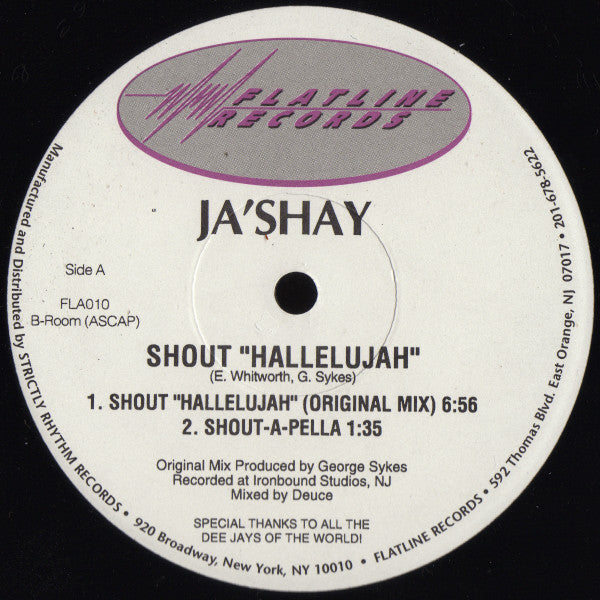 FLATLINE
RECORDS
JA'SHAY
Side A
FLA010
B-Room (ASCAP)
SHOUT "HALLELUJAH"
(E. Whitworth, G. Sykes)
1. SHOUT "HALLELUJAH" (ORIGINAL MIX) 6:56
2. SHOUT-A-PELLA 1:35
Original Mix Produced by George Sykes
Recorded at Ironbound Studios, NJ
Mixed by Deuce
SPECIAL THANKS TO ALL THE
DEE JAYS OF THE WORLD!
Manufactured and Distributed by STRICTLY RHYTHM RECORDS • 920 Broadway, New York, NY 10010 • FLATLINE RECORDS • 592 Thomas Blvd. East Orange, NJ 07017 • 201-678-5622